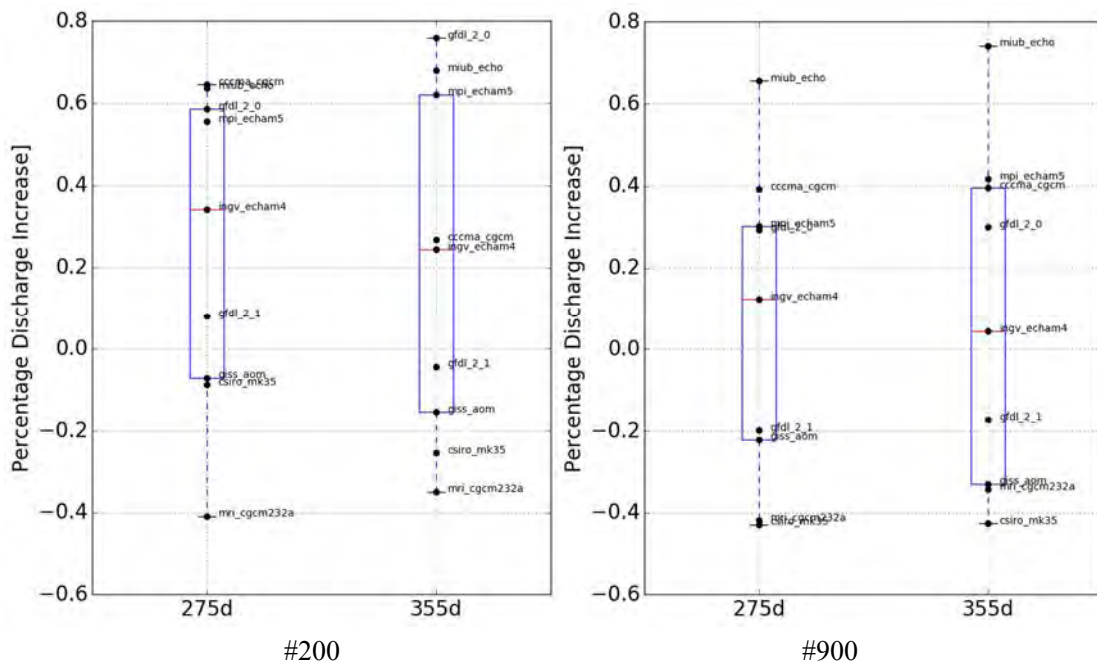 0.8
0.6
0.4
0.2
0.0
−0.2
−0.4
−0.6
Percentage Discharge Increase]
cccma_cgcm
miub_echo
gfdl_2_0
mpi_echam5
ingv_echam4
gfdl_2_1
giss_aom
csiro_mk35
mri_cgcm232a
gfdl_2_0
miub_echo
mpi_echam5
cccma_cgcm
ingv_echam4
gfdl_2_1
giss_aom
csiro_mk35
mri_cgcm232a
275d 355d
#200
0.8
0.6
0.4
0.2
0.0
−0.2
−0.4
−0.6
Percentage Discharge Increase]
miub_echo
cccma_cgcm
mpi_echam5
gfdl_2_0
ingv_echam4
gfdl_2_1
giss_aom
mri_cgcm232a
csiro_mk35
miub_echo
mpi_echam5
cccma_cgcm
gfdl_2_0
ingv_echam4
gfdl_2_1
giss_aom
mri_cgcm232a
csiro_mk35
275d 355d
#900